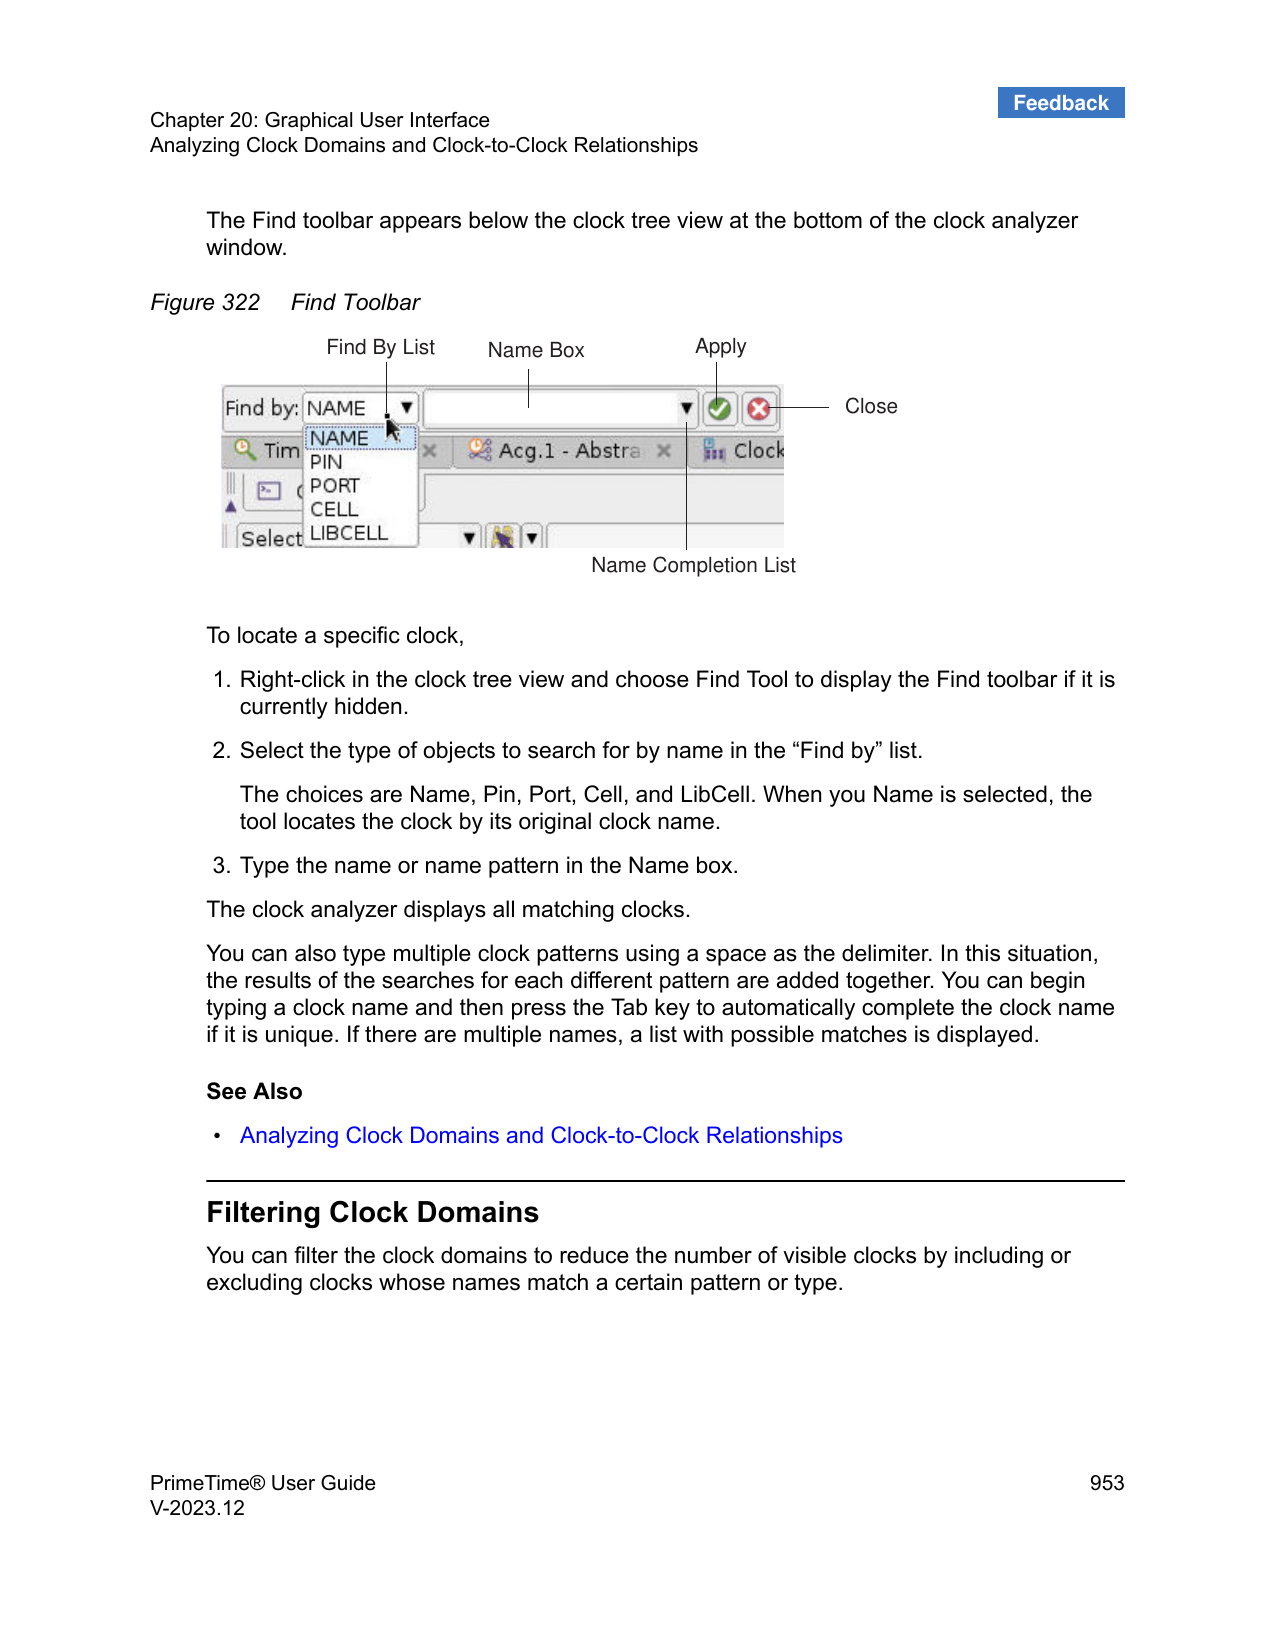 Feedback
Chapter 20: Graphical User Interface
Analyzing Clock Domains and Clock-to-Clock Relationships
The Find toolbar appears below the clock tree view at the bottom of the clock analyzer
window.
Figure 322 Find Toolbar
Find By List
Name Box
Apply
Find by: NAME
Close
NAME
PIN
PORT
CELL
LIBCELL
Tim
Acg.1 - Abstra
Clock
Select
Name Completion List
To locate a specific clock,
1. Right-click in the clock tree view and choose Find Tool to display the Find toolbar if it is
currently hidden.
2. Select the type of objects to search for by name in the “Find by” list.
The choices are Name, Pin, Port, Cell, and LibCell. When you Name is selected, the
tool locates the clock by its original clock name.
3. Type the name or name pattern in the Name box.
The clock analyzer displays all matching clocks.
You can also type multiple clock patterns using a space as the delimiter. In this situation,
the results of the searches for each different pattern are added together. You can begin
typing a clock name and then press the Tab key to automatically complete the clock name
if it is unique. If there are multiple names, a list with possible matches is displayed.
See Also
• Analyzing Clock Domains and Clock-to-Clock Relationships
Filtering Clock Domains
You can filter the clock domains to reduce the number of visible clocks by including or
excluding clocks whose names match a certain pattern or type.
PrimeTime® User Guide
953
V-2023.12